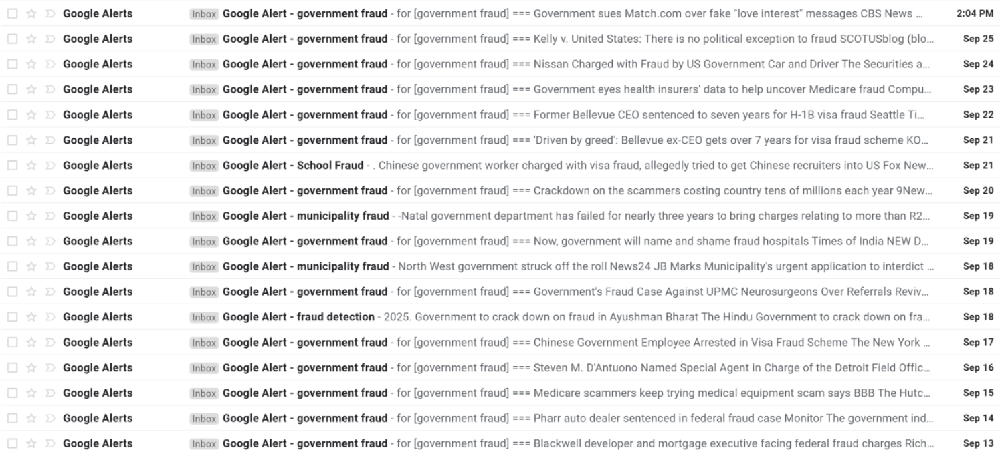 Google Alerts Inbox Google Alert - government fraud - for [government fraud] === Government sues Match.com over fake "love interest" messages CBS News ... 2:04 PM
Google Alerts Inbox Google Alert - government fraud - for [government fraud] === Kelly v. United States: There is no political exception to fraud SCOTUSblog (blo... Sep 25
Google Alerts Inbox Google Alert - government fraud - for [government fraud] === Nissan Charged with Fraud by US Government Car and Driver The Securities a... Sep 24
Google Alerts Inbox Google Alert - government fraud - for [government fraud] === Government eyes health insurers' data to help uncover Medicare fraud Compu... Sep 23
Google Alerts Inbox Google Alert - government fraud - for [government fraud] === Former Bellevue CEO sentenced to seven years for H-1B visa fraud Seattle Ti... Sep 22
Google Alerts Inbox Google Alert - government fraud - for [government fraud] === 'Driven by greed': Bellevue ex-CEO gets over 7 years for visa fraud scheme KO... Sep 21
Google Alerts Inbox Google Alert - School Fraud - . Chinese government worker charged with visa fraud, allegedly tried to get Chinese recruiters into US Fox New... Sep 21
Google Alerts Inbox Google Alert - government fraud - for [government fraud] === Crackdown on the scammers costing country tens of millions each year 9New... Sep 20
Google Alerts Inbox Google Alert - municipality fraud - -Natal government department has failed for nearly three years to bring charges relating to more than R2... Sep 19
Google Alerts Inbox Google Alert - government fraud - for [government fraud] === Now, government will name and shame fraud hospitals Times of India NEW D... Sep 19
Google Alerts Inbox Google Alert - municipality fraud - North West government struck off the roll News24 JB Marks Municipality's urgent application to interdict ... Sep 18
Google Alerts Inbox Google Alert - government fraud - for [government fraud] === Government's Fraud Case Against UPMC Neurosurgeons Over Referrals Reviv... Sep 18
Google Alerts Inbox Google Alert - fraud detection - 2025. Government to crack down on fraud in Ayushman Bharat The Hindu Government to crack down on fra... Sep 18
Google Alerts Inbox Google Alert - government fraud - for [government fraud] === Chinese Government Employee Arrested in Visa Fraud Scheme The New York ... Sep 17
Google Alerts Inbox Google Alert - government fraud - for [government fraud] === Steven M. D'Antuono Named Special Agent in Charge of the Detroit Field Offic... Sep 16
Google Alerts Inbox Google Alert - government fraud - for [government fraud] === Medicare scammers keep trying medical equipment scam says BBB The Hutc... Sep 15
Google Alerts Inbox Google Alert - government fraud - for [government fraud] === Pharr auto dealer sentenced in federal fraud case Monitor The government ind... Sep 14
Google Alerts Inbox Google Alert - government fraud - for [government fraud] === Blackwell developer and mortgage executive facing federal fraud charges Rich... Sep 13